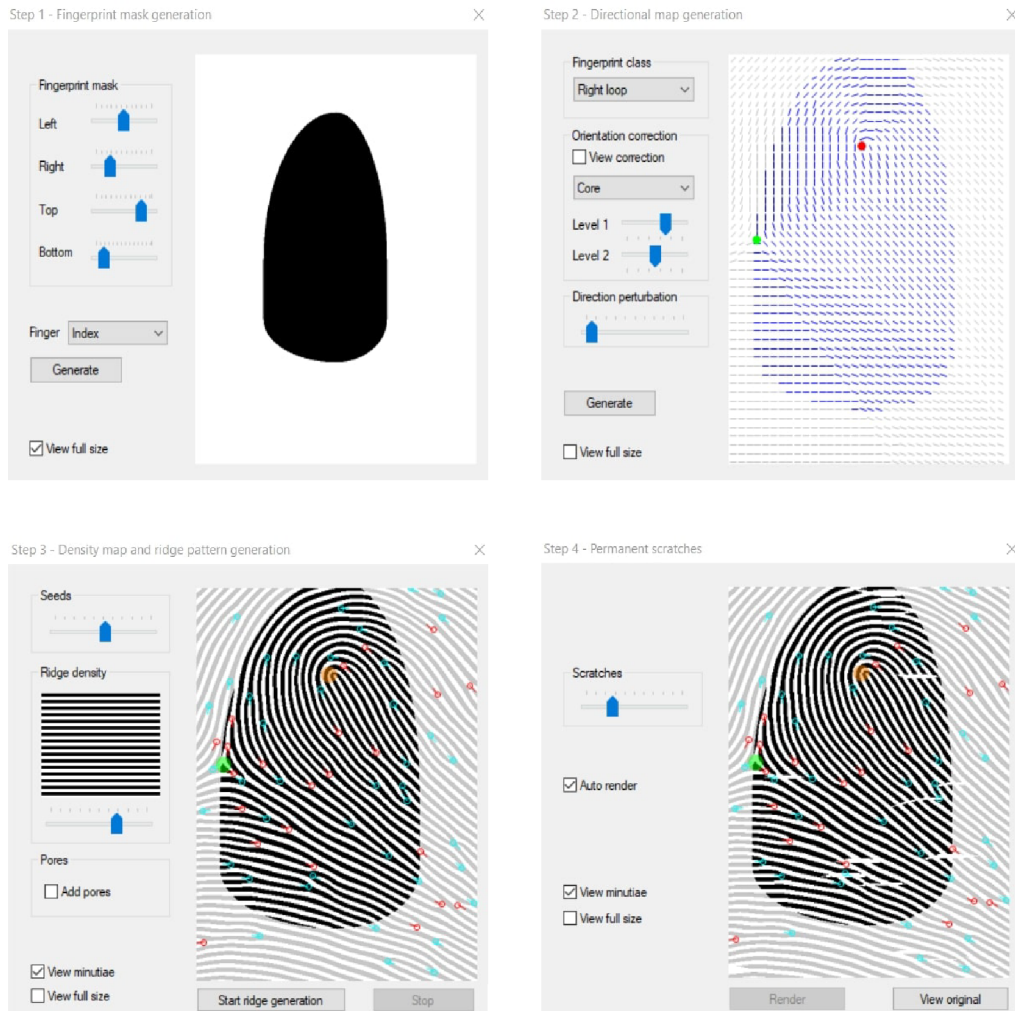 Step 1 - Fingerprint mask generation
Fingerprint mask
Left
Right
Top
Bottom
Finger Index
Generate
View full size
Step 2 - Directional map generation
Fingerprint class
Right loop
Orientation correction
View correction
Core
Level 1
Level 2
Direction perturbation
Generate
View full size
Step 3 - Density map and ridge pattern generation
Seeds
Ridge density
Pores
Add pores
View minutiae
View full size
Start ridge generation Stop
Step 4 - Permanent scratches
Scratches
Auto render
View minutiae
View full size
Render View original